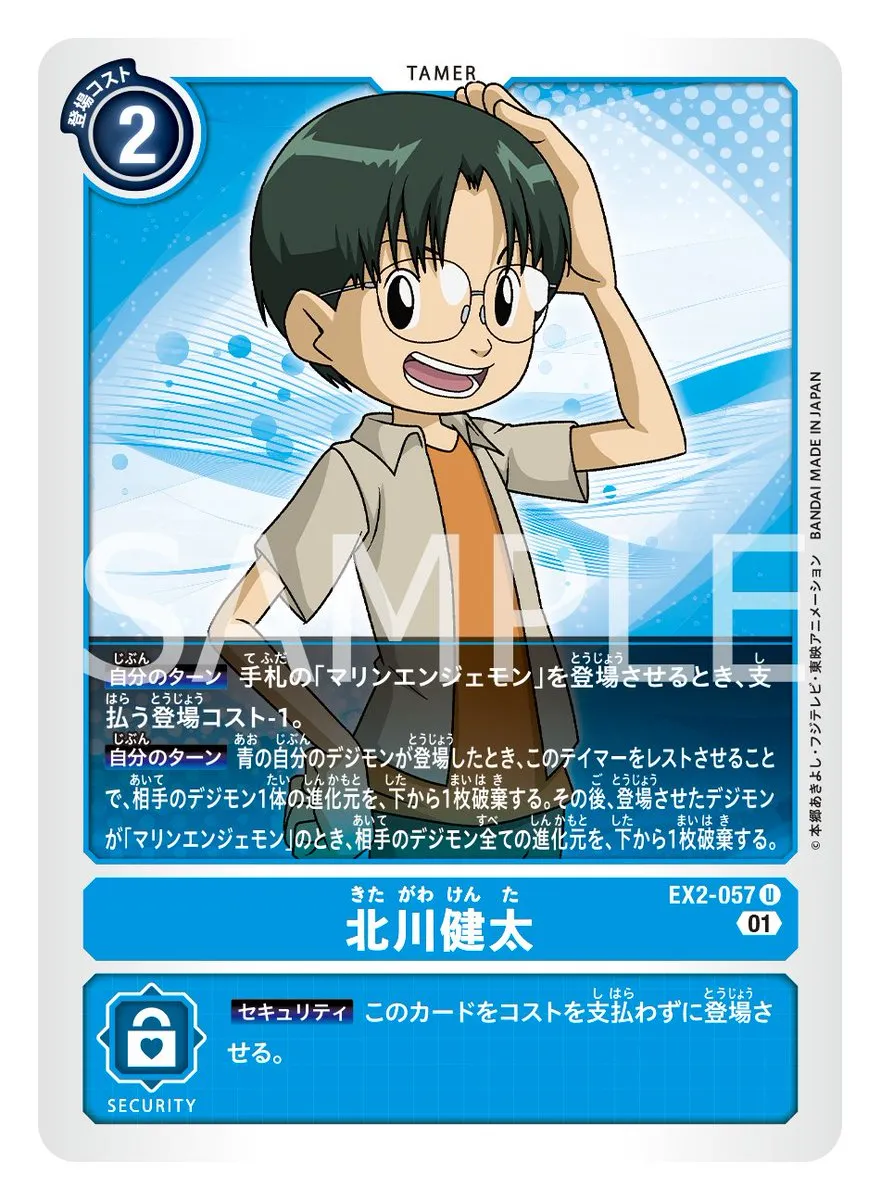 TAMER
登場コスト
2
SAMPLE
自分のターン 手札の「マリンエンジェモン」を登場させるとき、支
払う登場コスト-1。
自分のターン 青の自分のデジモンが登場したとき、このテイマーをレストさせること
で、相手のデジモン1体の進化元を、下から1枚破棄する。その後、登場させたデジモン
が「マリンエンジェモン」のとき、相手のデジモン全ての進化元を、下から1枚破棄する。
©本郷あきよし・フジテレビ・東映アニメーション BANDAI MADE IN JAPAN
きた がわ けん た
北川健太
EX2-057 U
01
セキュリティ このカードをコストを支払わずに登場さ
せる。
SECURITY